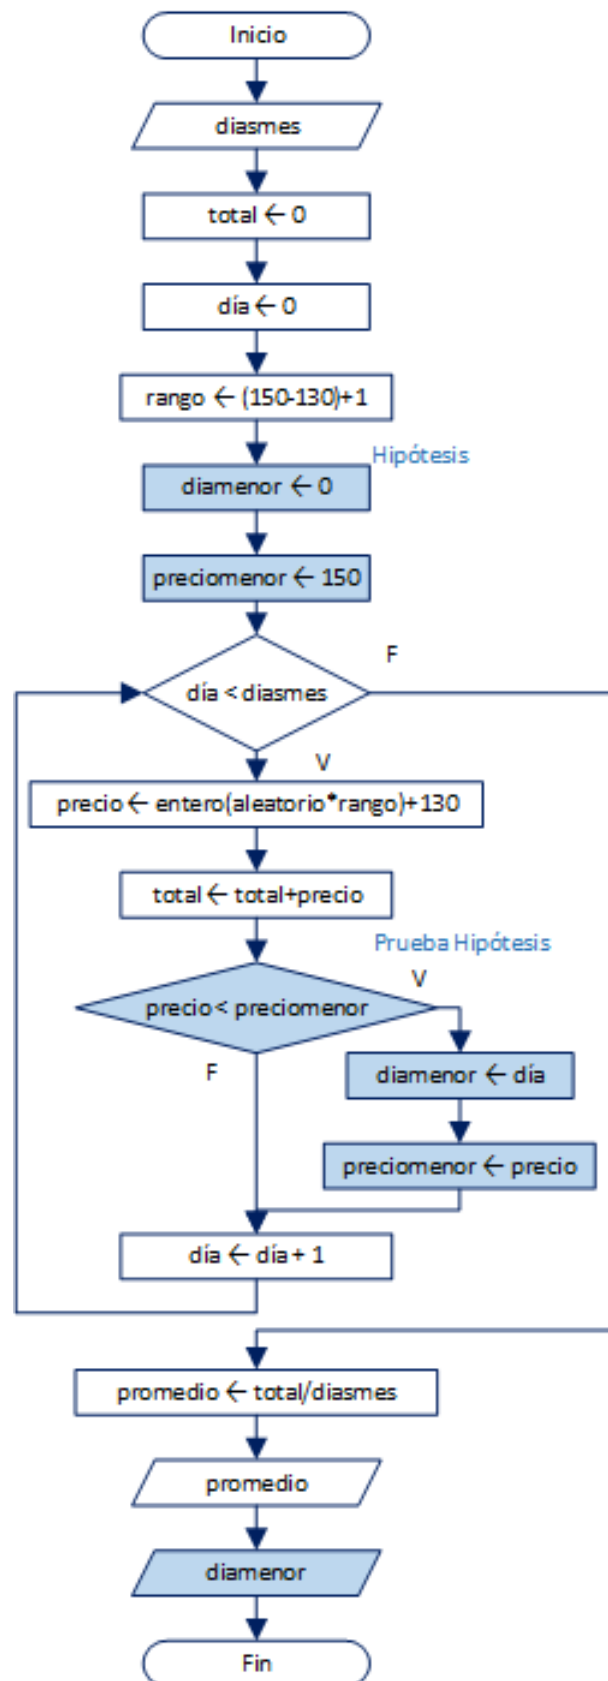 Inicio
diasmes
total ← 0
día ← 0
rango ← (150-130)+1
Hipótesis
diamenor ← 0
preciomenor ← 150
F
día < diasmes
V
precio ← entero(aleatorio*rango)+130
total ← total+precio
Prueba Hipótesis
V
precio< preciomenor
F
diamenor ← día
preciomenor ← precio
día ← día + 1
promedio ← total/diasmes
promedio
diamenor
Fin